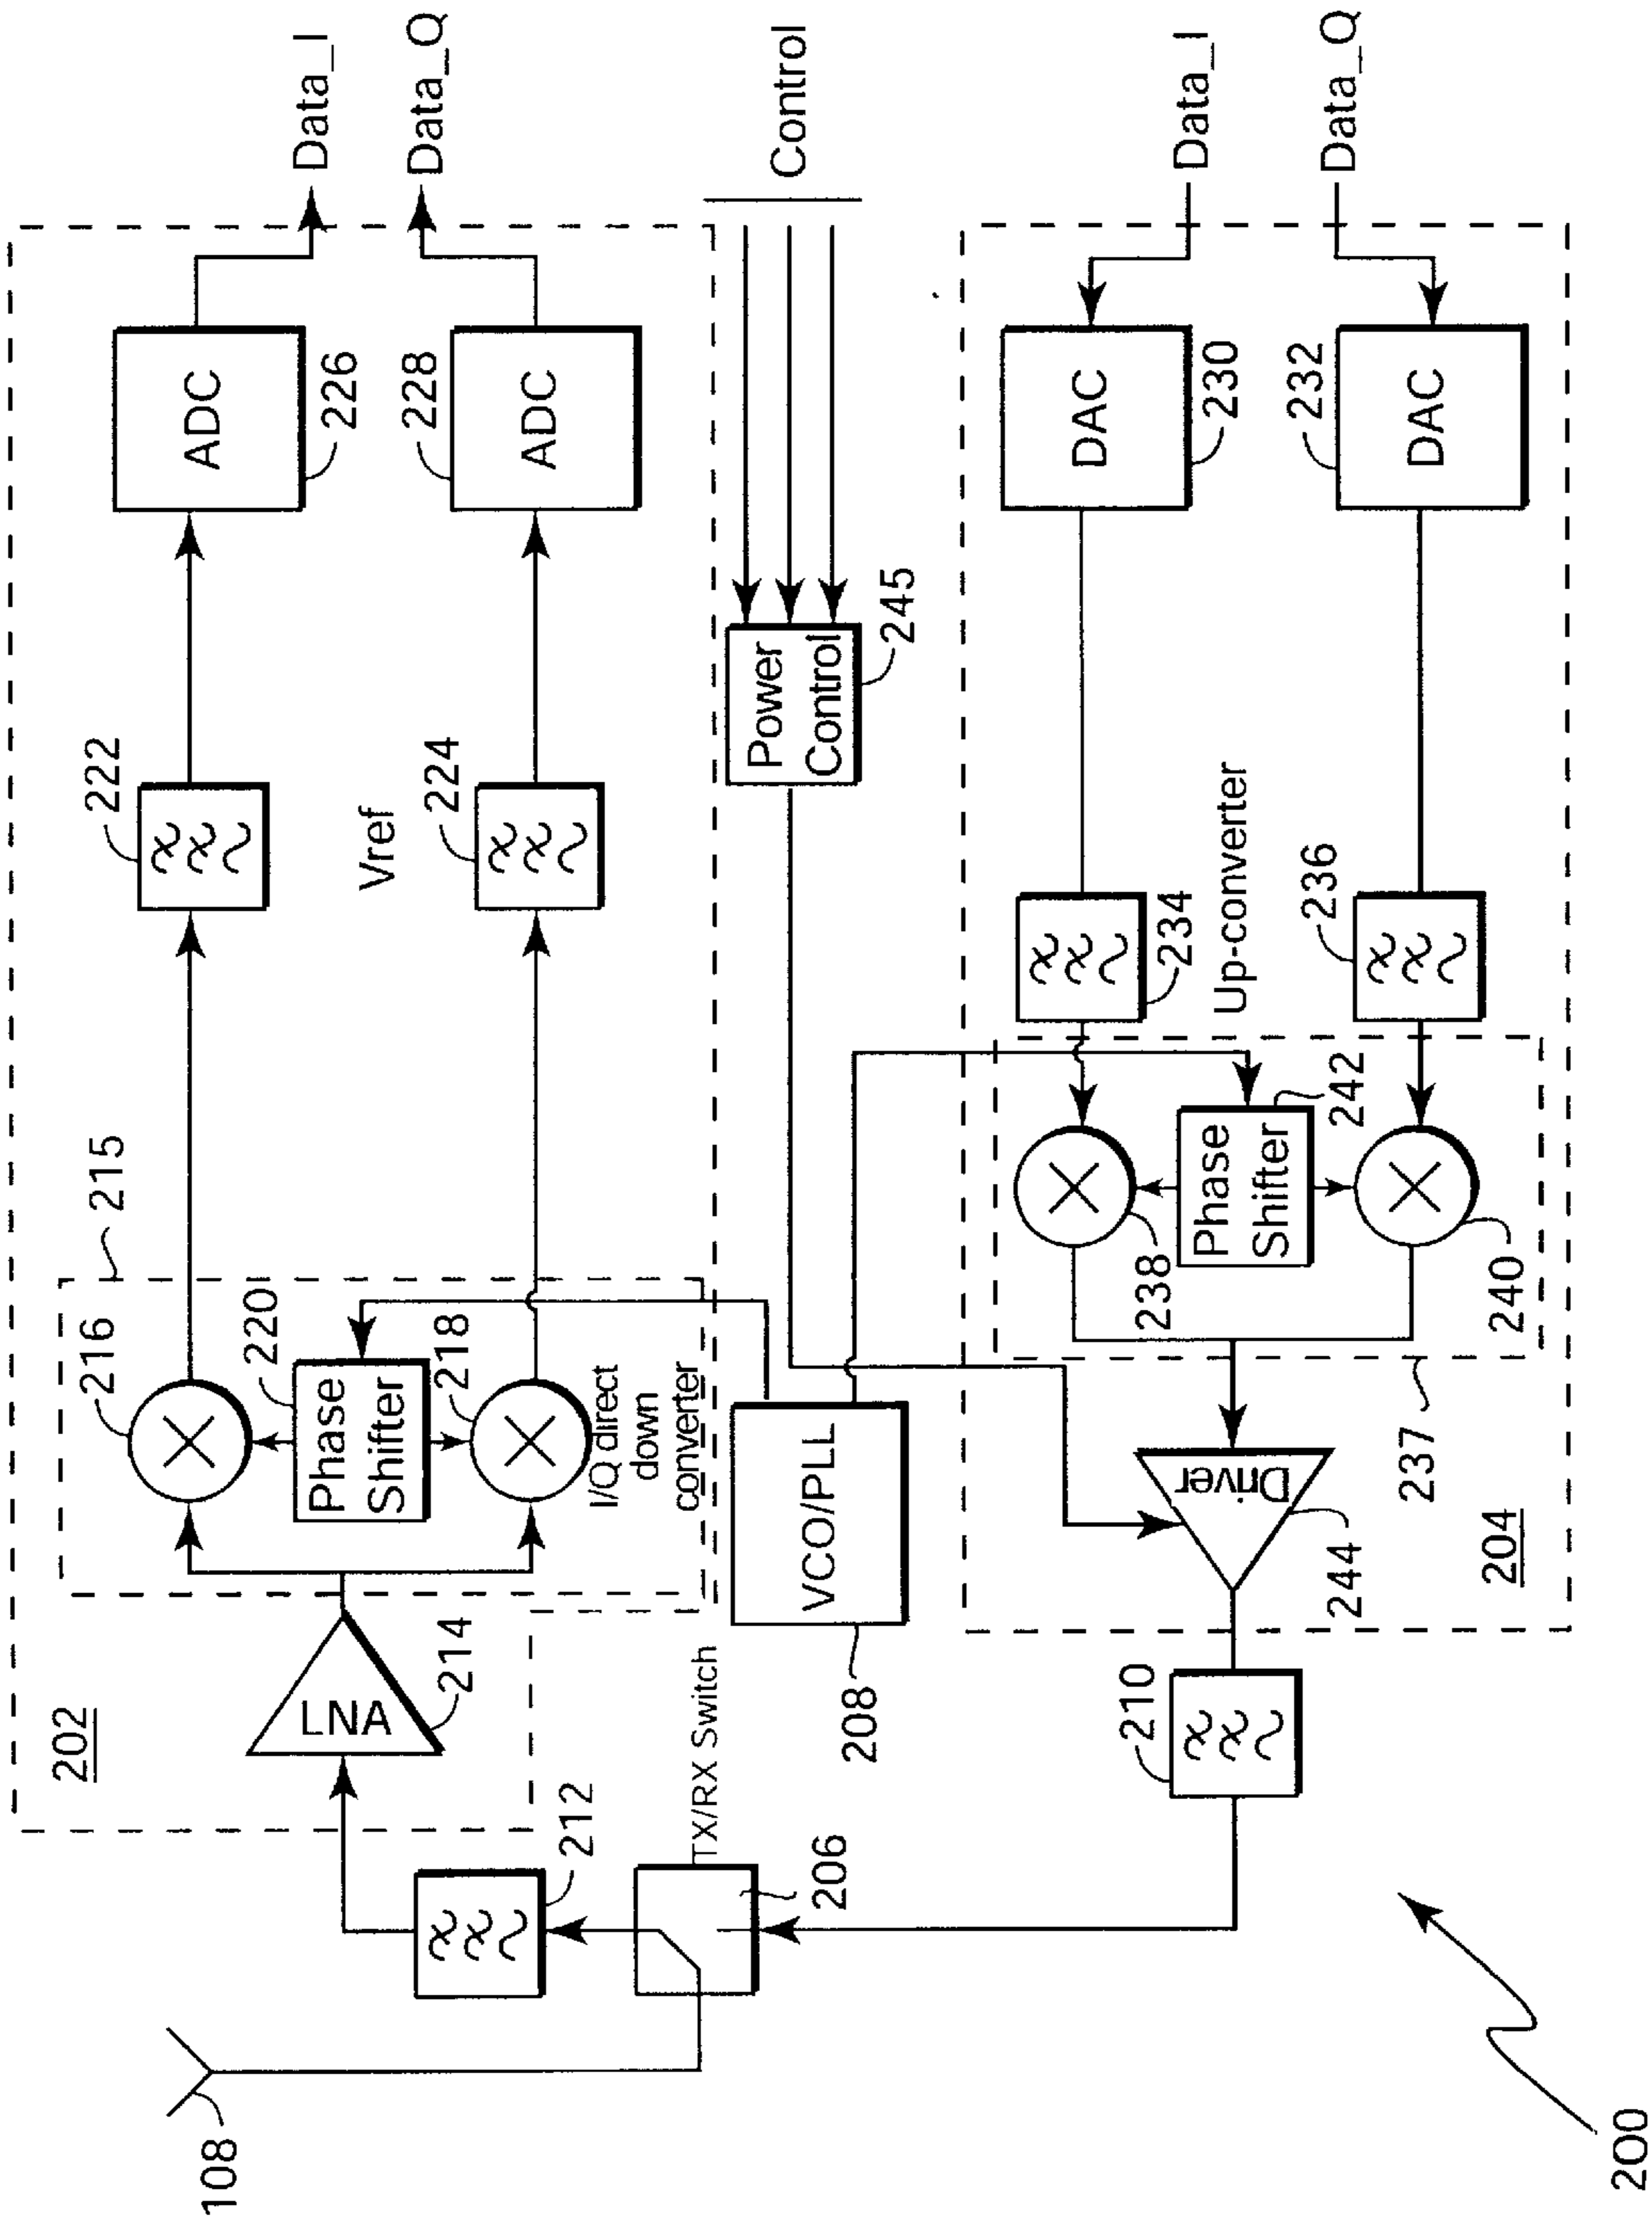 108
200
202
LNA
214
212
TX/RX Switch
206
215
216
220
Phase
Shifter
218
I/Q direct
down
converter
222
Vref
224
ADC
226
228
ADC
Data_I
Data_Q
Control
Power
Control
245
VCO/PLL
208
210
Driver
244
204
237
238
Phase
Shifter
242
240
Up-converter
234
236
DAC
230
232
DAC
Data_I
Data_Q